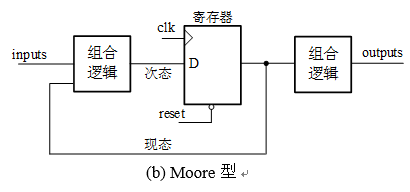 寄存器
clk
inputs
组合
逻辑
次态
D
组合
逻辑
outputs
reset
现态
(b) Moore 型